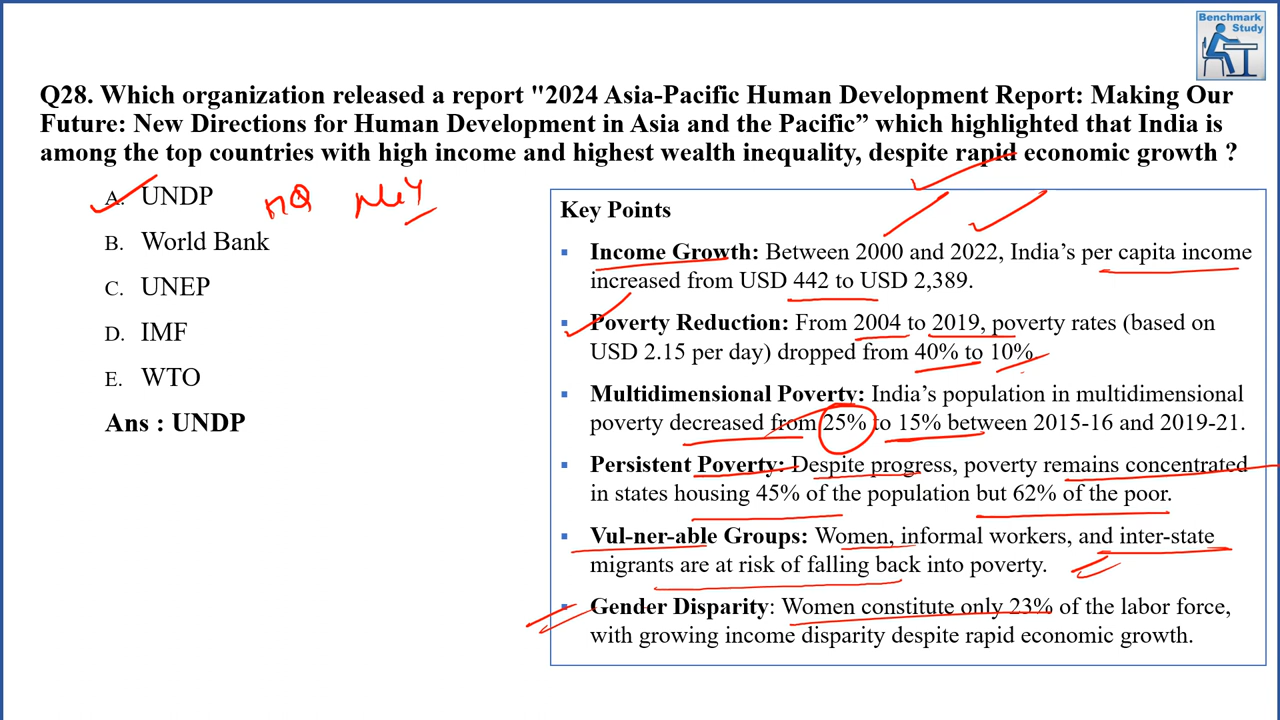 Benchmark
Study
Q28. Which organization released a report "2024 Asia-Pacific Human Development Report: Making Our
Future: New Directions for Human Development in Asia and the Pacific” which highlighted that India is
among the top countries with high income and highest wealth inequality, despite rapid economic growth ?
A. UNDP HQ
B. World Bank
C. UNEP
D. IMF
E. WTO
Ans : UNDP
Key Points
▪ Income Growth: Between 2000 and 2022, India’s per capita income
increased from USD 442 to USD 2,389.
▪ Poverty Reduction: From 2004 to 2019, poverty rates (based on
USD 2.15 per day) dropped from 40% to 10%.
▪ Multidimensional Poverty: India’s population in multidimensional
poverty decreased from 25% to 15% between 2015-16 and 2019-21.
▪ Persistent Poverty: Despite progress, poverty remains concentrated
in states housing 45% of the population but 62% of the poor.
▪ Vul-ner-able Groups: Women, informal workers, and inter-state
migrants are at risk of falling back into poverty.
▪ Gender Disparity: Women constitute only 23% of the labor force,
with growing income disparity despite rapid economic growth.